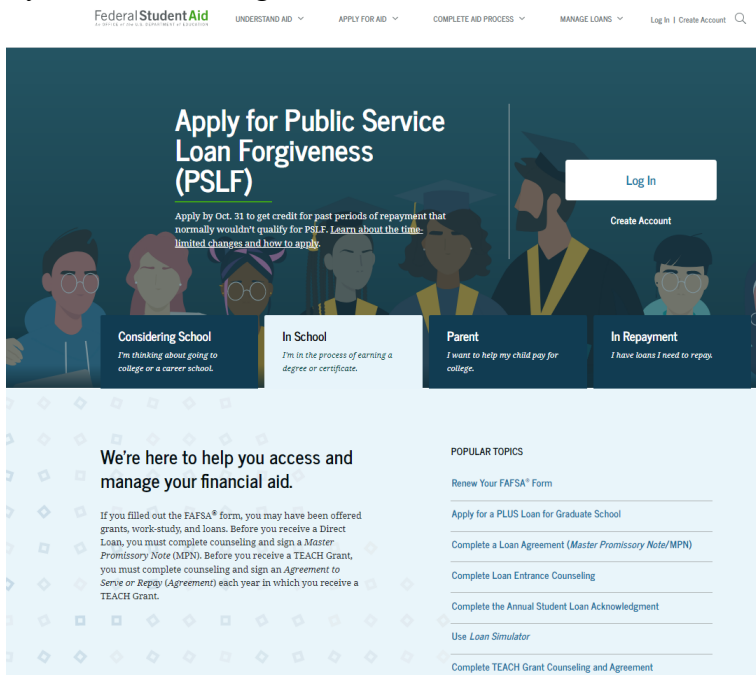 Federal Student Aid
An OFFICE of the U.S. DEPARTMENT of EDUCATION
UNDERSTAND AID
APPLY FOR AID
COMPLETE AID PROCESS
MANAGE LOANS
Log In | Create Account
Apply for Public Service
Loan Forgiveness
(PSLF)
Apply by Oct. 31 to get credit for past periods of repayment that
normally wouldn't qualify for PSLF. Learn about the time-
limited changes and how to apply.
Log In
Create Account
Considering School
I'm thinking about going to
college or a career school.
In School
I'm in the process of earning a
degree or certificate.
Parent
I want to help my child pay for
college.
In Repayment
I have loans I need to repay.
We're here to help you access and
manage your financial aid.
If you filled out the FAFSA® form, you may have been offered
grants, work-study, and loans. Before you receive a Direct
Loan, you must complete counseling and sign a Master
Promissory Note (MPN). Before you receive a TEACH Grant,
you must complete counseling and sign an Agreement to
Serve or Repay (Agreement) each year in which you receive a
TEACH Grant.
POPULAR TOPICS
Renew Your FAFSA® Form
Apply for a PLUS Loan for Graduate School
Complete a Loan Agreement (Master Promissory Note/MPN)
Complete Loan Entrance Counseling
Complete the Annual Student Loan Acknowledgment
Use Loan Simulator
Complete TEACH Grant Counseling and Agreement